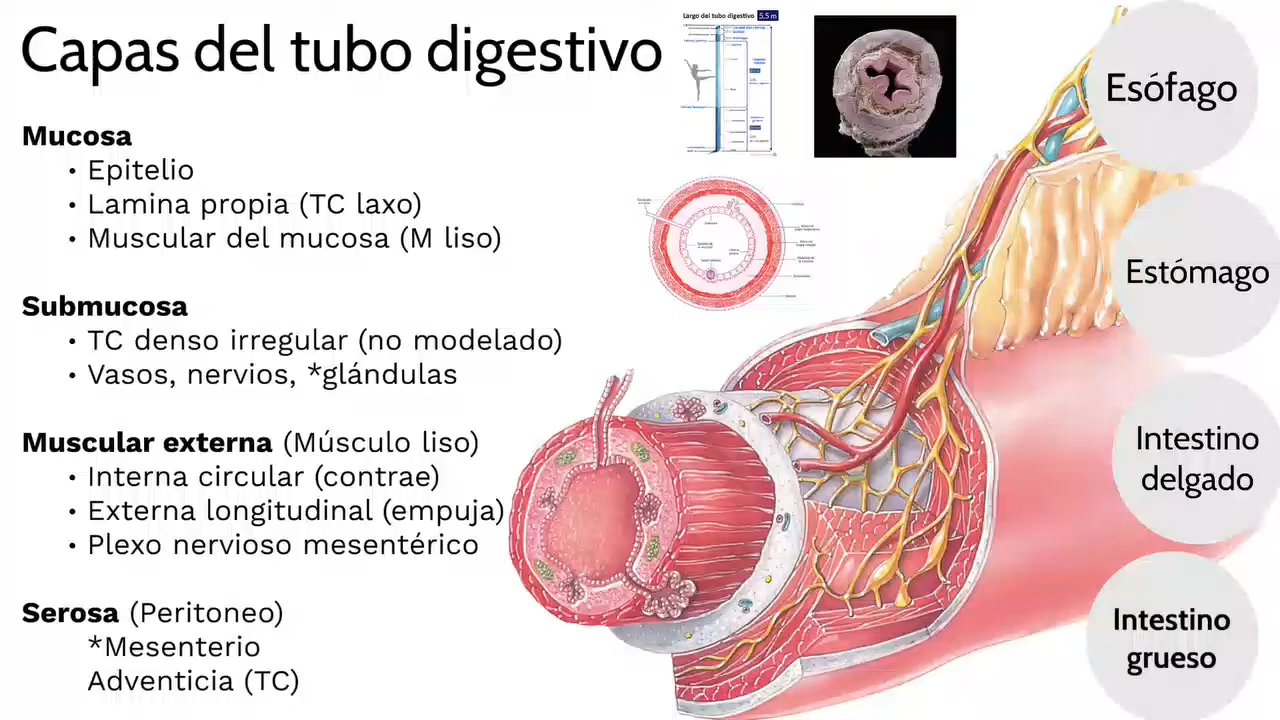 Capas del tubo digestivo
Mucosa
• Epitelio
• Lamina propia (TC laxo)
• Muscular del mucosa (M liso)
Submucosa
• TC denso irregular (no modelado)
• Vasos, nervios, *glándulas
Muscular externa (Músculo liso)
• Interna circular (contrae)
• Externa longitudinal (empuja)
• Plexo nervioso mesentérico
Serosa (Peritoneo)
*Mesenterio
Adventicia (TC)
Largo del tubo digestivo 5.5 m
Esófago
Estómago
Intestino
delgado
Intestino
grueso